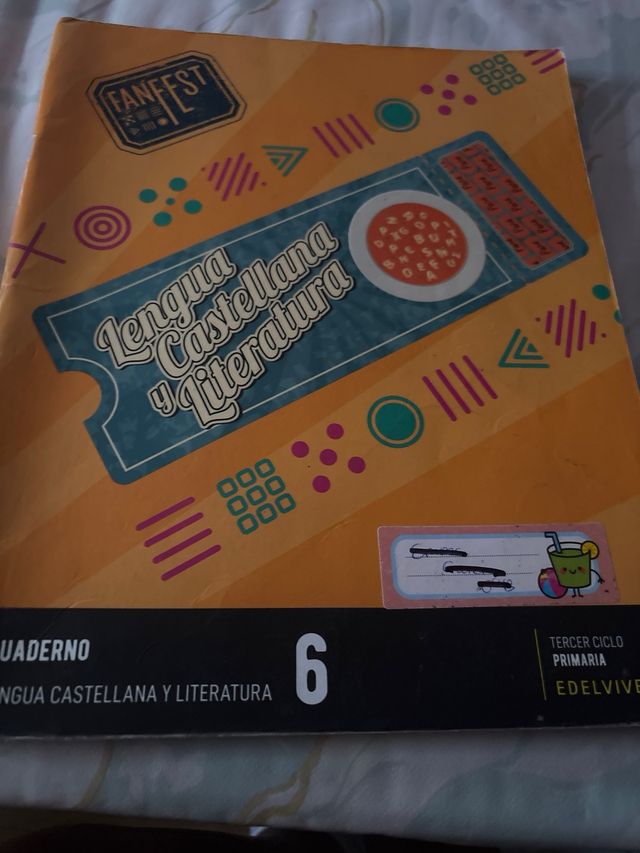 FANFEST
Lengua
Castellana
y Literatura
UADERNO
NGUA CASTELLANA Y LITERATURA
6
TERCER CICLO
PRIMARIA
EDELVIVE